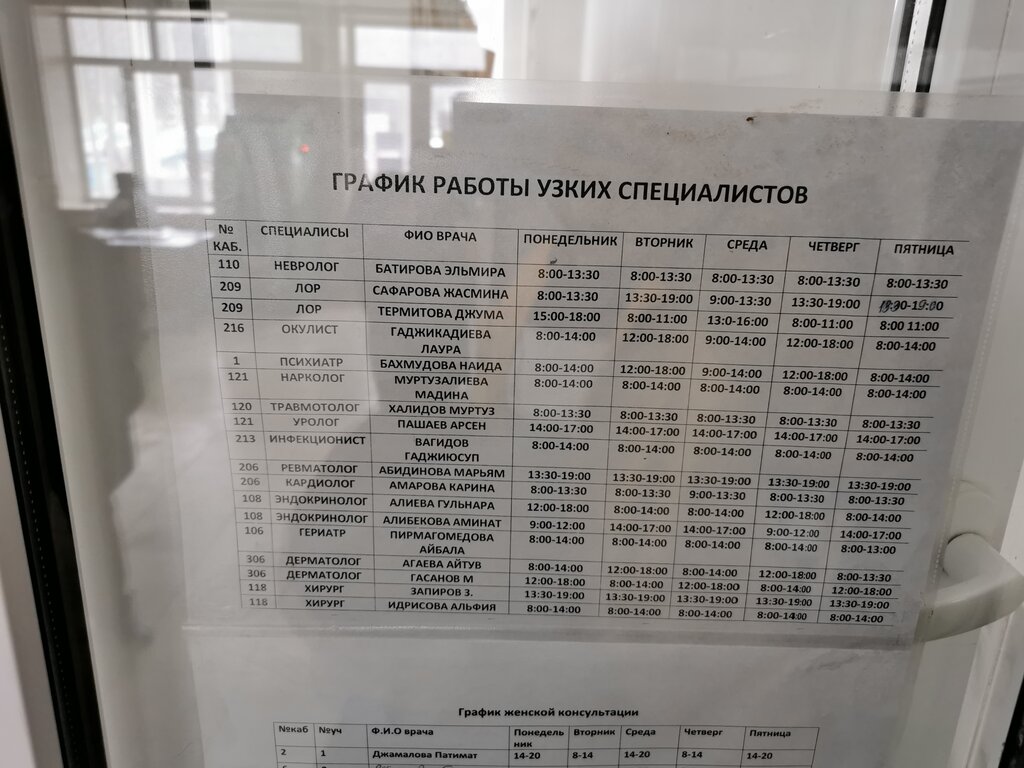 ГРАФИК РАБОТЫ УЗКИХ СПЕЦИАЛИСТОВ
№ КАБ. СПЕЦИАЛИСЫ ФИО ВРАЧА ПОНЕДЕЛЬНИК ВТОРНИК СРЕДА ЧЕТВЕРГ ПЯТНИЦА
110 НЕВРОЛОГ БАТИРОВА ЭЛЬМИРА 8:00-13:30 8:00-13:30 8:00-13:30 8:00-13:30 8:00-13:30
209 ЛОР САФАРОВА ЖАСМИНА 8:00-13:30 13:30-19:00 9:00-13:30 13:30-19:00
209 ЛОР ТЕРМИТОВА ДЖУМА 15:00-18:00 8:00-11:00 13:0-16:00 8:00-11:00 8:00 11:00
216 ОКУЛИСТ ГАДЖИКАДИЕВА ЛАУРА 8:00-14:00 12:00-18:00 9:00-14:00 12:00-18:00 8:00-14:00
1 ПСИХИАТР БАХМУДОВА НАИДА 8:00-14:00 12:00-18:00 9:00-14:00 12:00-18:00 8:00-14:00
121 НАРКОЛОГ МУРТУЗАЛИЕВА МАДИНА 8:00-14:00 8:00-14:00 8:00-14:00 8:00-14:00 8:00-14:00
120 ТРАВМОТОЛОГ ХАЛИДОВ МУРТУЗ 8:00-13:30 8:00-13:30 8:00-13:30 8:00-13:30 8:00-13:30
121 УРОЛОГ ПАШАЕВ АРСЕН 14:00-17:00 14:00-17:00 14:00-17:00 14:00-17:00 14:00-17:00
213 ИНФЕКЦИОНИСТ ВАГИДОВ ГАДЖИЮСУП 8:00-14:00 8:00-14:00 8:00-14:00 8:00-14:00 8:00-14:00
206 РЕВМАТОЛОГ АБИДИНОВА МАРЬЯМ 13:30-19:00 13:30-19:00 13:30-19:00 13:30-19:00 13:30-19:00
206 КАРДИОЛОГ АМАРОВА КАРИНА 8:00-13:30 8:00-13:30 9:00-13:30 8:00-13:30 8:00-13:30
108 ЭНДОКРИНОЛОГ АЛИЕВА ГУЛЬНАРА 12:00-18:00 8:00-14:00 8:00-14:00 12:00-18:00 8:00-14:00
108 ЭНДОКРИНОЛОГ АЛИБЕКОВА АМИНАТ 9:00-12:00 14:00-17:00 14:00-17:00 9:00-12:00 14:00-17:00
106 ГЕРИАТР ПИРМАГОМЕДОВА АЙБАЛА 8:00-14:00 8:00-14:00 8:00-14:00 8:00-14:00 8:00-13:00
306 ДЕРМАТОЛОГ АГАЕВА АЙТУВ 8:00-14:00 12:00-18:00 8:00-14:00 12:00-18:00 8:00-13:30
306 ДЕРМАТОЛОГ ГАСАНОВ М 12:00-18:00 8:00-14:00 12:00-18:00 8:00-14:00 12:00-18:00
118 ХИРУРГ ЗАПИРОВ З. 13:30-19:00 13:30-19:00 13:30-19:00 13:30-19:00 13:30-19:00
118 ХИРУРГ ИДРИСОВА АЛЬФИЯ 8:00-14:00 8:00-14:00 8:00-14:00 8:00-14:00 8:00-14:00
График женской консультации
№каб №уч Ф.И.О врача Понедель ник Вторник Среда Четверг Пятница
2 1 Джамалова Патимат 14-20 8-14 14-20 8-14 14-20